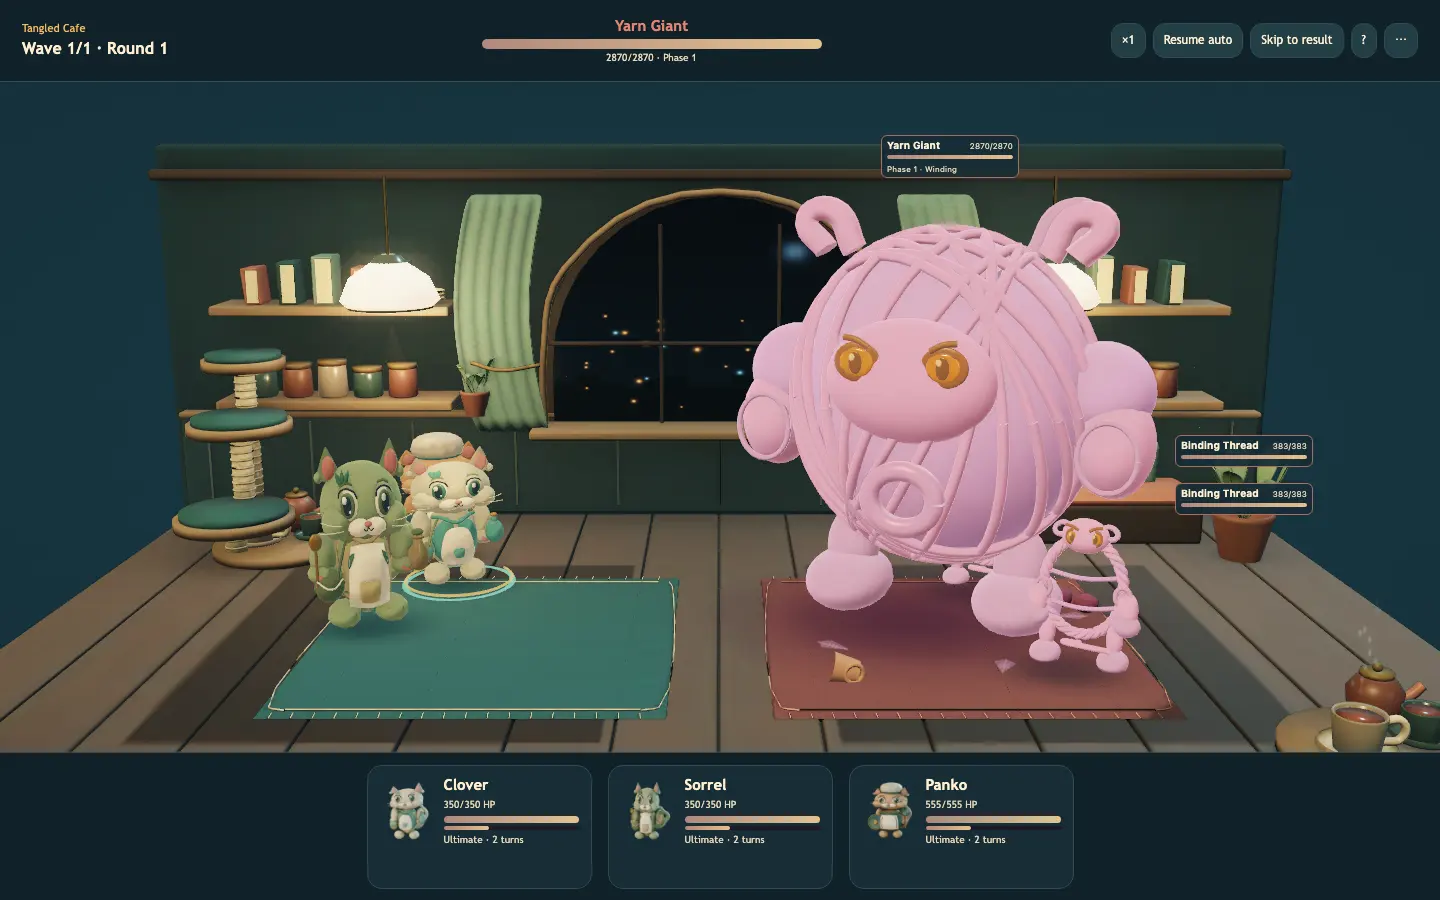 Tangled Cafe
Wave 1/1 · Round 1
Yarn Giant
2870/2870 · Phase 1
×1
Resume auto
Skip to result
?
···
Yarn Giant 2870/2870
Phase 1 · Winding
Binding Thread 383/383
Binding Thread 383/383
Clover
350/350 HP
Ultimate · 2 turns
Sorrel
350/350 HP
Ultimate · 2 turns
Panko
555/555 HP
Ultimate · 2 turns